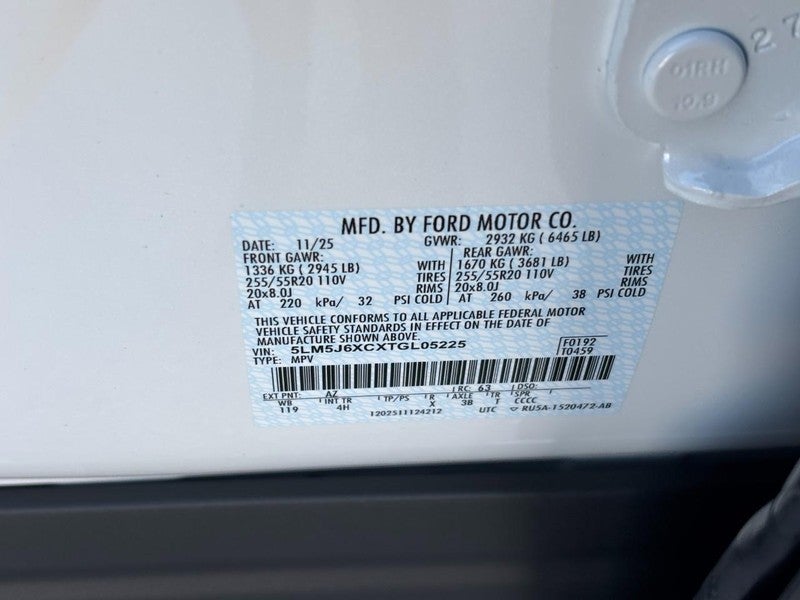 27
01RH
10.9
MFD. BY FORD MOTOR CO.
DATE: 11/25 GVWR: 2932 KG ( 6465 LB)
FRONT GAWR: REAR GAWR:
1336 KG ( 2945 LB) WITH 1670 KG ( 3681 LB) WITH
255/55R20 110V TIRES 255/55R20 110V TIRES
20x8.0J RIMS 20x8.0J RIMS
AT 220 kPa/ 32 PSI COLD AT 260 kPa/ 38 PSI COLD
THIS VEHICLE CONFORMS TO ALL APPLICABLE FEDERAL MOTOR
VEHICLE SAFETY STANDARDS IN EFFECT ON THE DATE OF
MANUFACTURE SHOWN ABOVE.
VIN: 5LM5J6XCXTGL05225 F0192
TYPE: MPV T0459
EXT PNT: AZ RC: 63 DSO:
WB INT TR TP/PS R AXLE TR SPR
119 4H X 38 T CCCC
12025111124212 UTC ▽ RU5A-1520472-AB